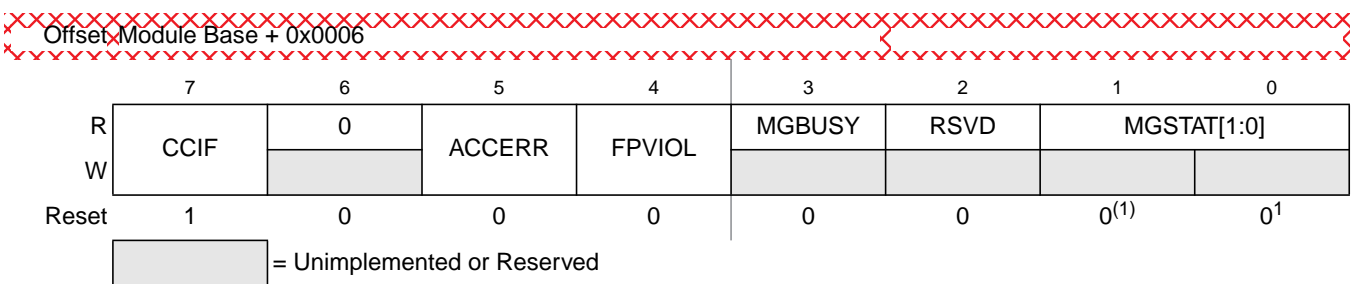 Offset Module Base + 0x0006
7 6 5 4 3 2 1 0
R CCIF 0 ACCERR FPVIOL MGBUSY RSVD MGSTAT[1:0]
W
Reset 1 0 0 0 0 0 0(1) 01
= Unimplemented or Reserved